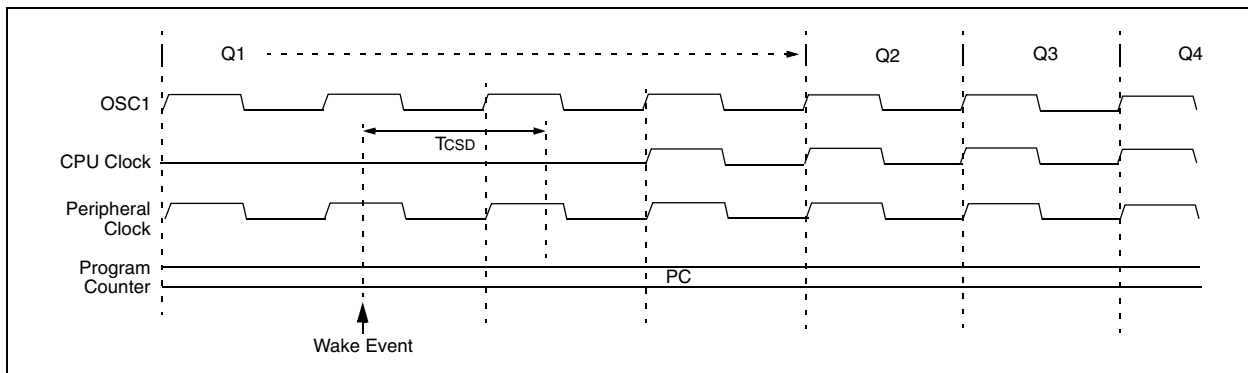 Q1 Q2 Q3 Q4
OSC1
TCSD
CPU Clock
Peripheral
Clock
Program
Counter
PC
Wake Event